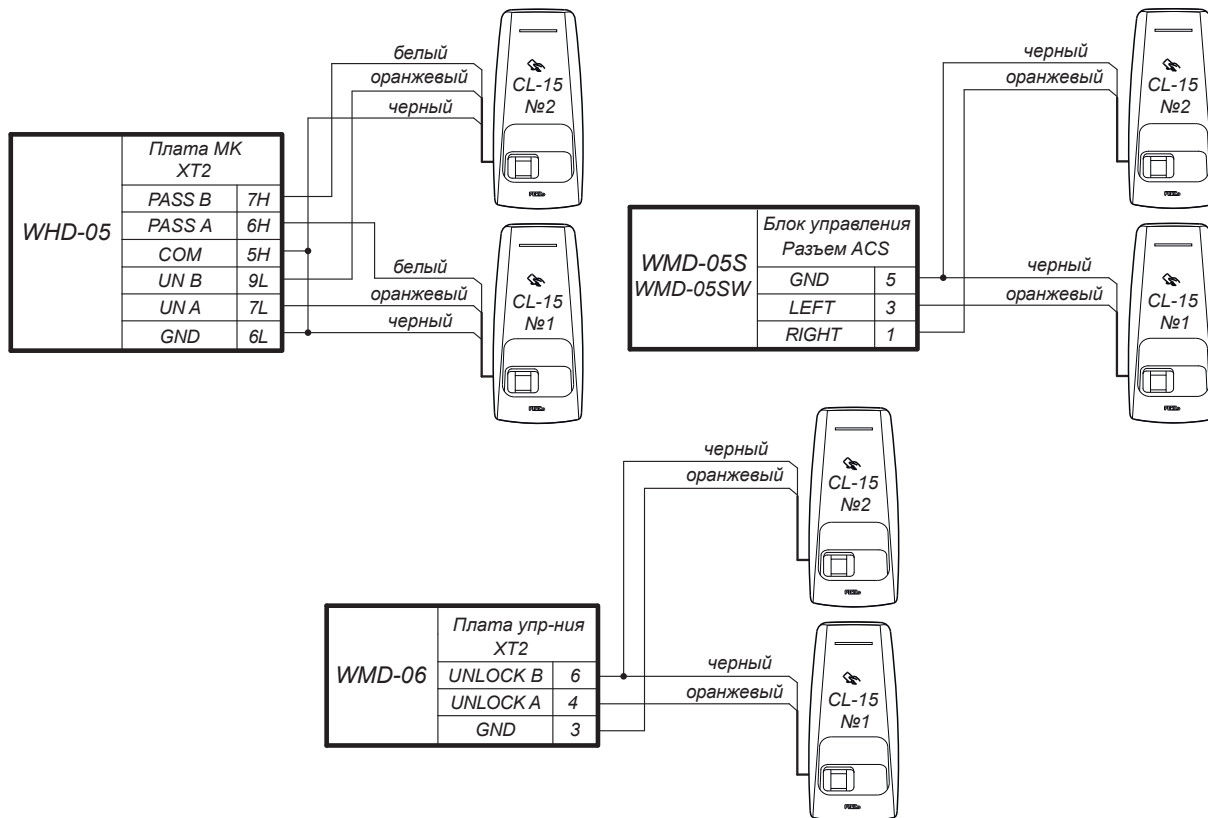 белый
оранжевый
черный
CL-15
№2
WHD-05
Плата МК
XT2
PASS B 7H
PASS A 6H
COM 5H
UN B 9L
UN A 7L
GND 6L
белый
оранжевый
черный
CL-15
№1
черный
оранжевый
CL-15
№2
WMD-05S
WMD-05SW
Блок управления
Разъем ACS
GND 5
LEFT 3
RIGHT 1
черный
оранжевый
CL-15
№1
черный
оранжевый
CL-15
№2
WMD-06
Плата упр-ния
XT2
UNLOCK B 6
UNLOCK A 4
GND 3
черный
оранжевый
CL-15
№1